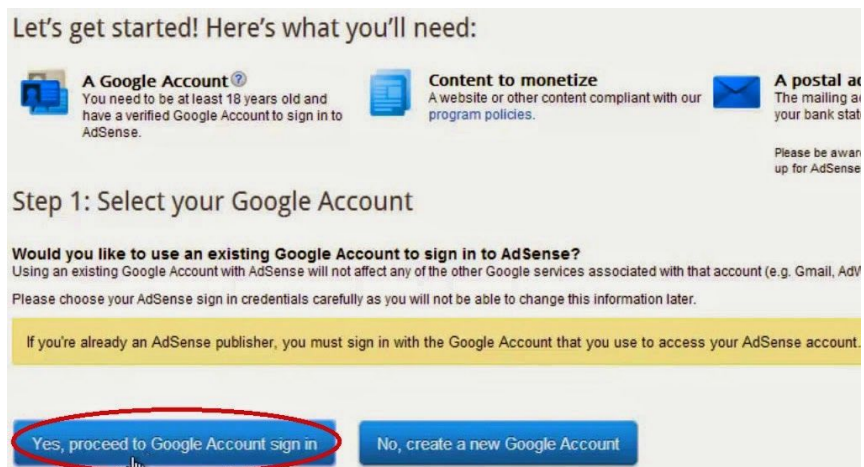 Let's get started! Here's what you'll need:
A Google Account ?
You need to be at least 18 years old and
have a verified Google Account to sign in to
AdSense.
Content to monetize
A website or other content compliant with our
program policies.
A postal
The mailing
your bank
Please be
up for AdSense
Step 1: Select your Google Account
Would you like to use an existing Google Account to sign in to AdSense?
Using an existing Google Account with AdSense will not affect any of the other Google services associated with that account (e.g. Gmail,
Please choose your AdSense sign in credentials carefully as you will not be able to change this information later.
If you're already an AdSense publisher, you must sign in with the Google Account that you use to access your AdSense account.
Yes, proceed to Google Account sign in
No, create a new Google Account